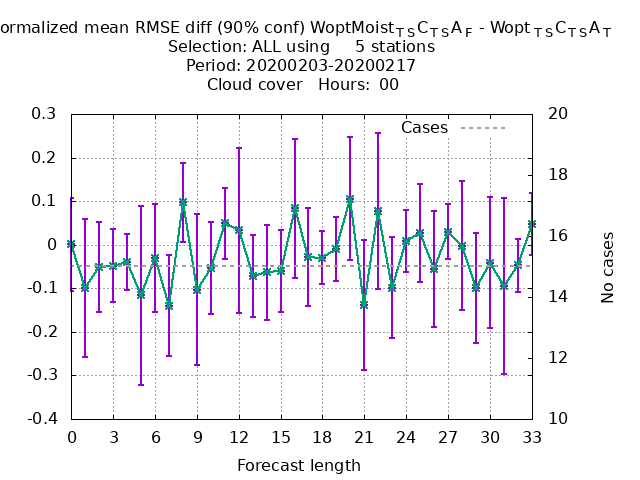 ormalized mean RMSE diff (90% conf) WoptMoist_TSC_TSA_F - Wopt_TSC_TSA_T
Selection: ALL using 5 stations
Period: 20200203-20200217
Cloud cover Hours: 00
0.3
0.2
0.1
0
-0.1
-0.2
-0.3
-0.4
Cases
20
18
16
14
12
10
No cases
0 3 6 9 12 15 18 21 24 27 30 33
Forecast length